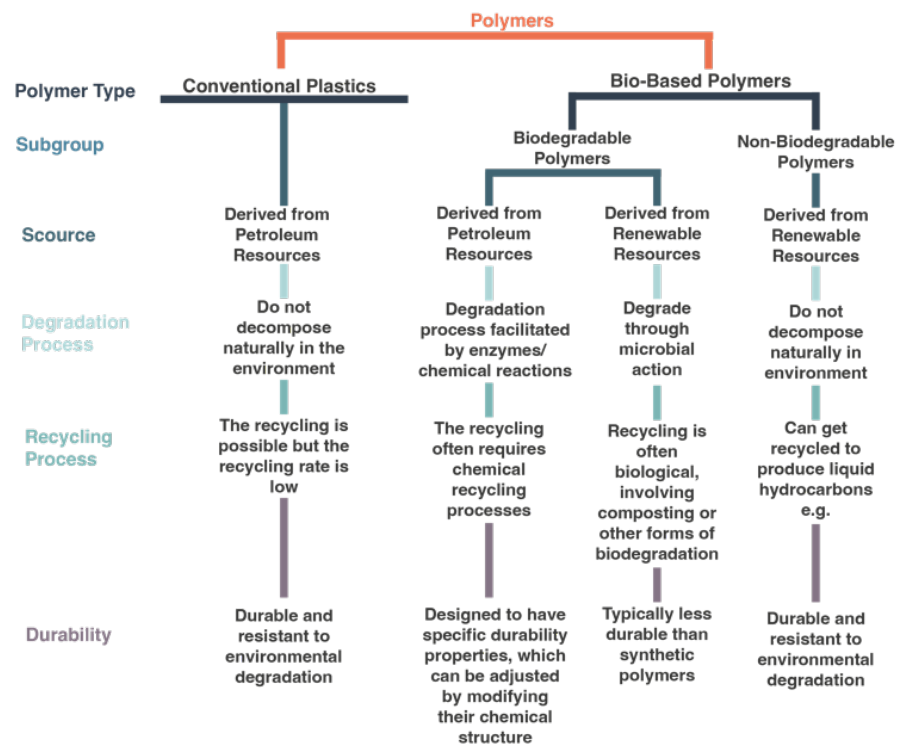 Polymers
Polymer Type
Conventional Plastics
Bio-Based Polymers
Subgroup
Biodegradable
Polymers
Non-Biodegradable
Polymers
Scource
Derived from
Petroleum
Resources
Derived from
Petroleum
Resources
Derived from
Renewable
Resources
Derived from
Renewable
Resources
Degradation
Process
Do not
decompose
naturally in the
environment
Degradation
process facilitated
by enzymes/
chemical reactions
Degrade
through
microbial
action
Do not
decompose
naturally in
environment
Recycling
Process
The recycling is
possible but the
recycling rate is
low
The recycling
often requires
chemical
recycling
processes
Recycling is
often
biological,
involving
composting or
other forms of
biodegradation
Can get
recycled to
produce liquid
hydrocarbons
e.g.
Durability
Durable and
resistant to
environmental
degradation
Designed to have
specific durability
properties, which
can be adjusted
by modifying
their chemical
structure
Typically less
durable than
synthetic
polymers
Durable and
resistant to
environmental
degradation